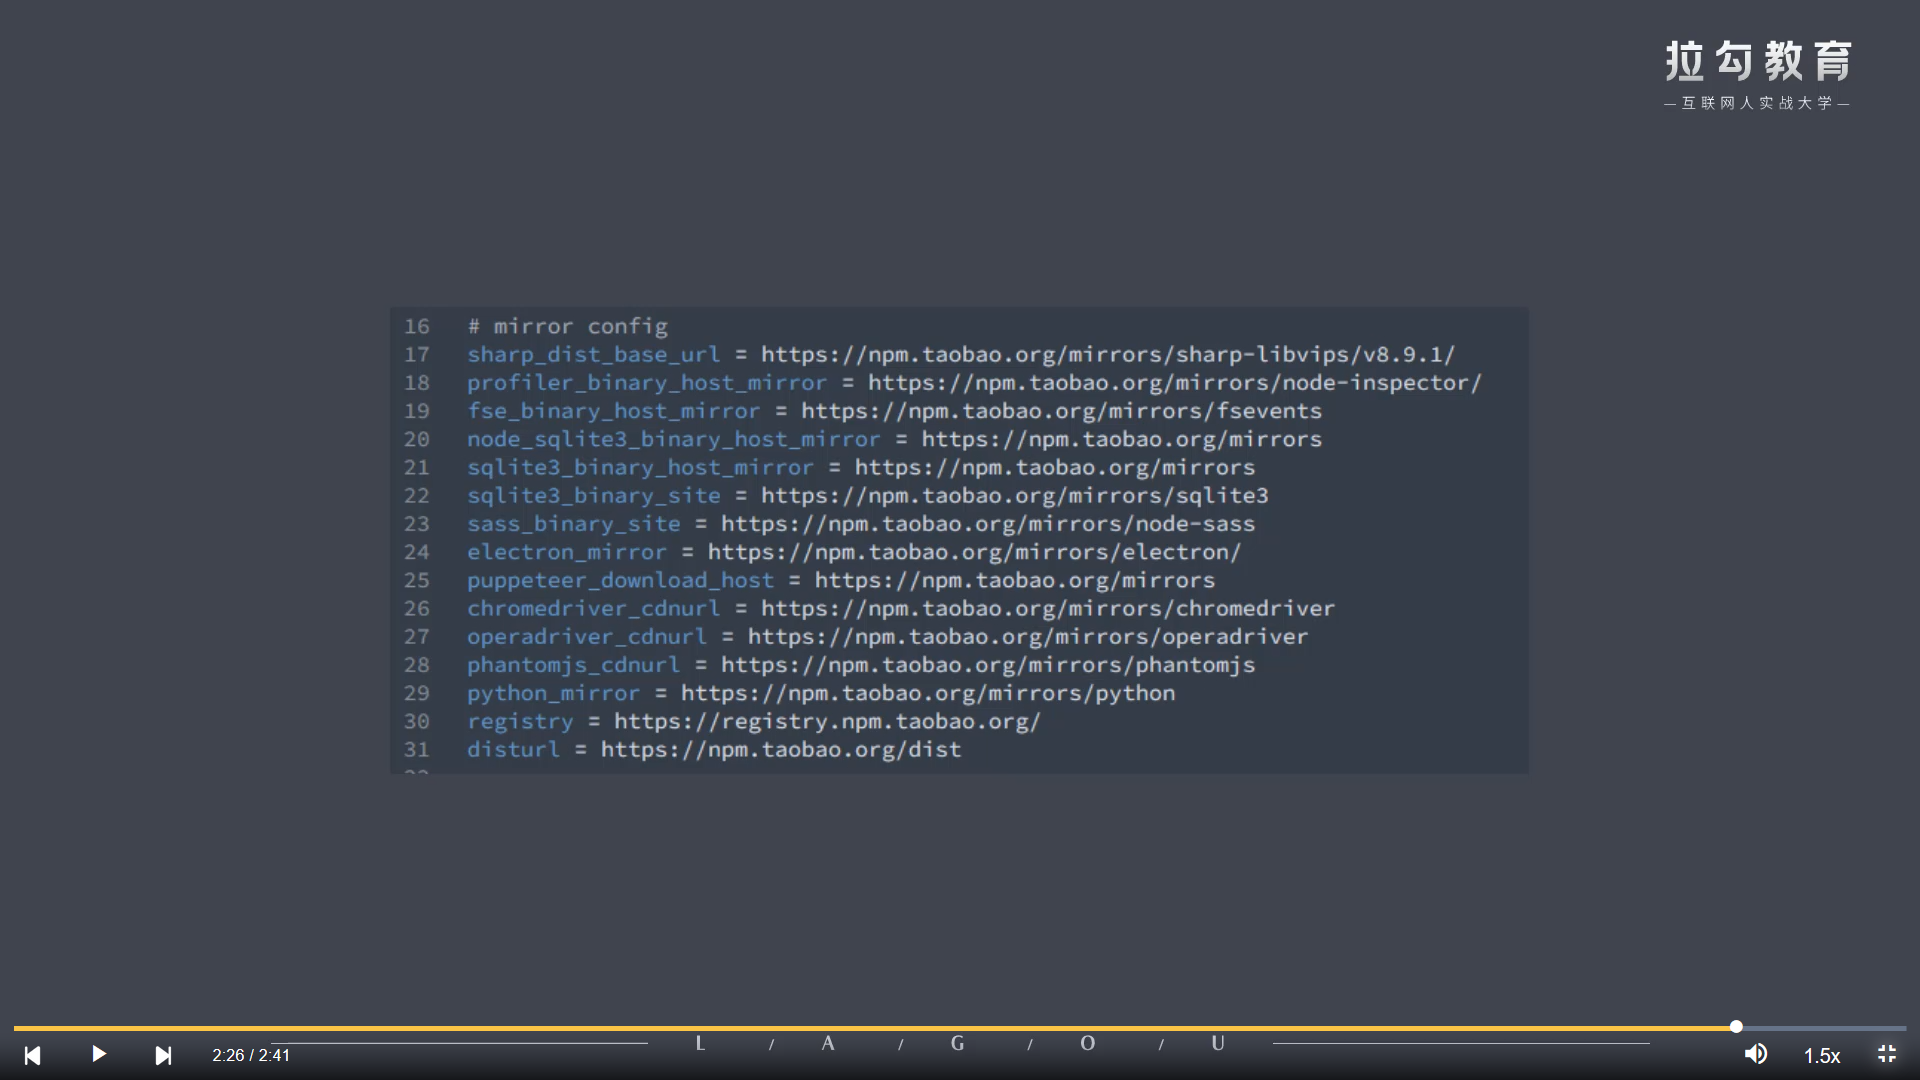 拉勾教育
—互联网人实战大学—
16 # mirror config
17 sharp_dist_base_url = https://npm.taobao.org/mirrors/sharp-libvips/v8.9.1/
18 profiler_binary_host_mirror = https://npm.taobao.org/mirrors/node-inspector/
19 fse_binary_host_mirror = https://npm.taobao.org/mirrors/fsevents
20 node_sqlite3_binary_host_mirror = https://npm.taobao.org/mirrors
21 sqlite3_binary_host_mirror = https://npm.taobao.org/mirrors
22 sqlite3_binary_site = https://npm.taobao.org/mirrors/sqlite3
23 sass_binary_site = https://npm.taobao.org/mirrors/node-sass
24 electron_mirror = https://npm.taobao.org/mirrors/electron/
25 puppeteer_download_host = https://npm.taobao.org/mirrors
26 chromedriver_cdnurl = https://npm.taobao.org/mirrors/chromedriver
27 operadriver_cdnurl = https://npm.taobao.org/mirrors/operadriver
28 phantomjs_cdnurl = https://npm.taobao.org/mirrors/phantomjs
29 python_mirror = https://npm.taobao.org/mirrors/python
30 registry = https://registry.npm.taobao.org/
31 disturl = https://npm.taobao.org/dist
L / A / G / O / U
2:26 / 2:41
1.5x